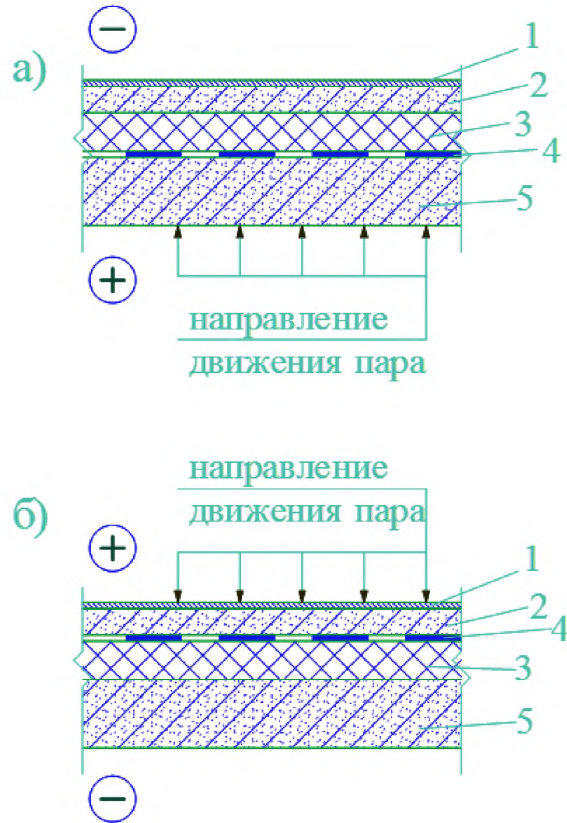 −
а)
1
2
3
4
5
+
направление
движения пара
направление
б)
движения пара
+
1
2
4
3
5
−